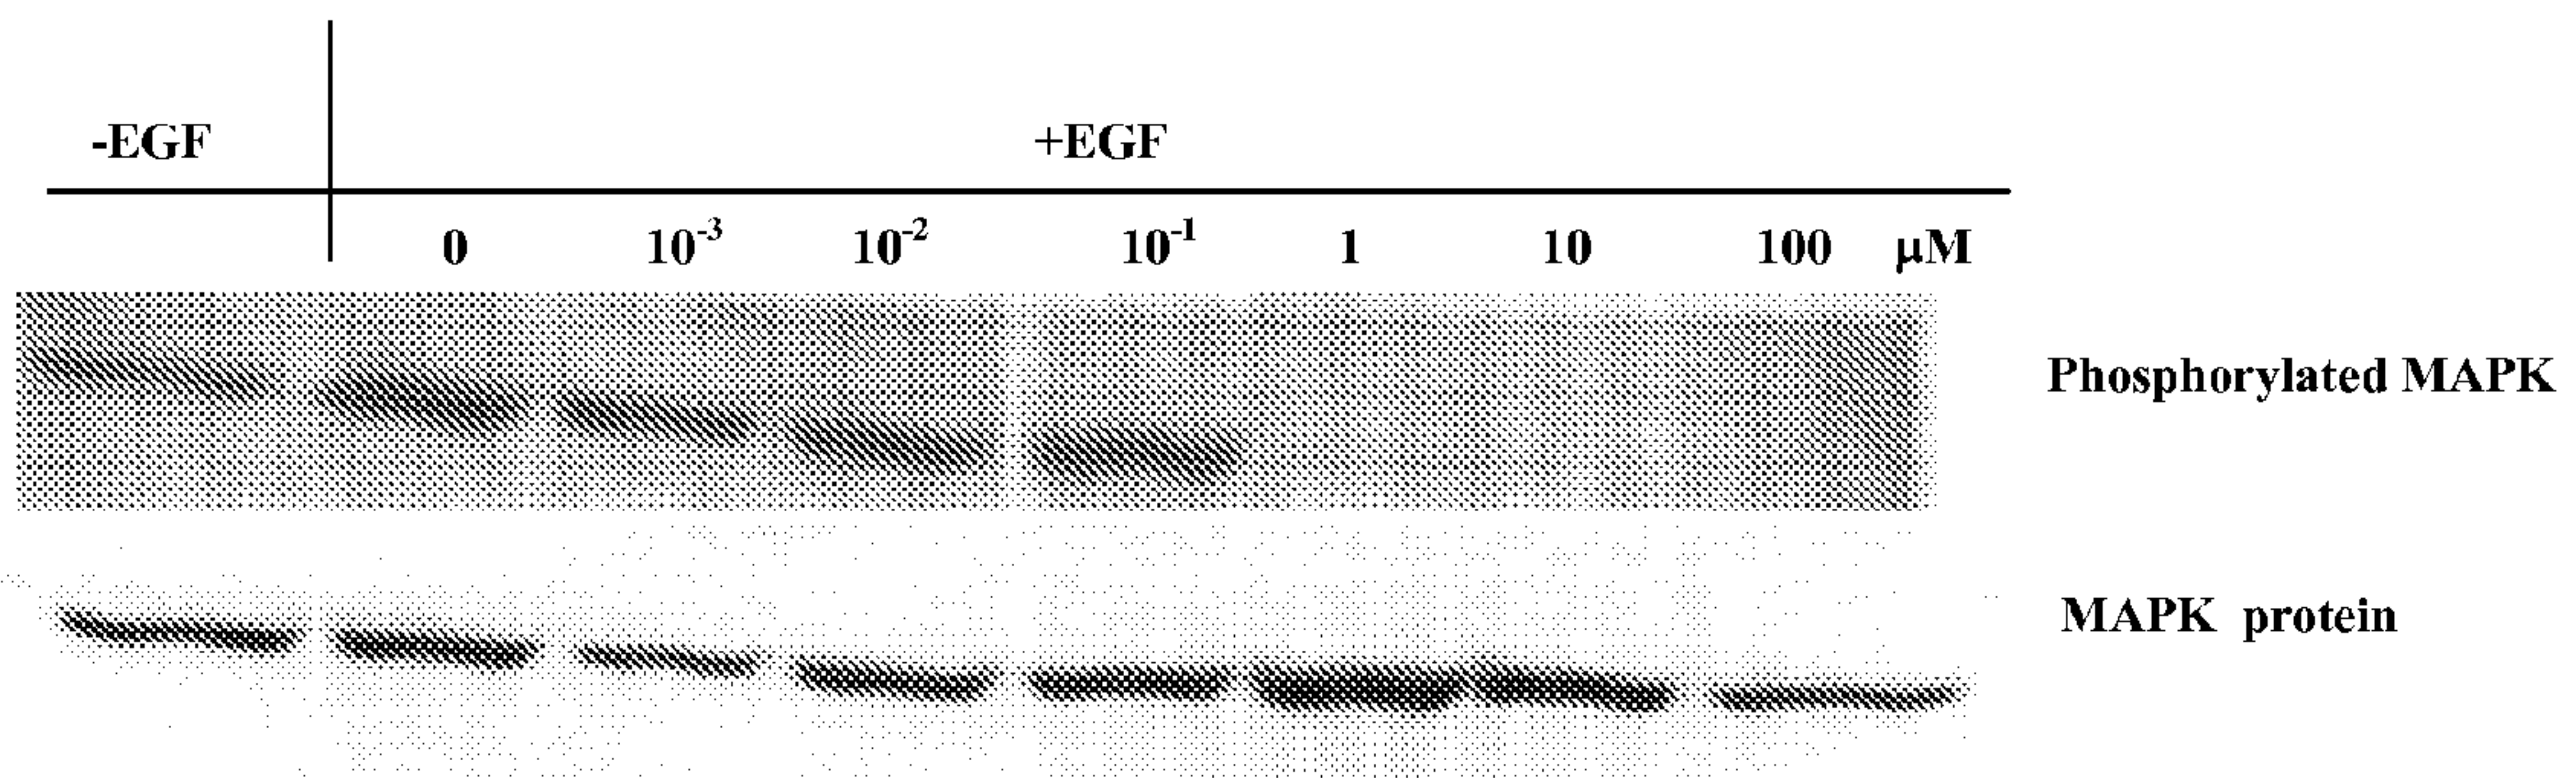 -EGF +EGF
0 10⁻³ 10⁻² 10⁻¹ 1 10 100 μM
Phosphorylated MAPK
MAPK protein